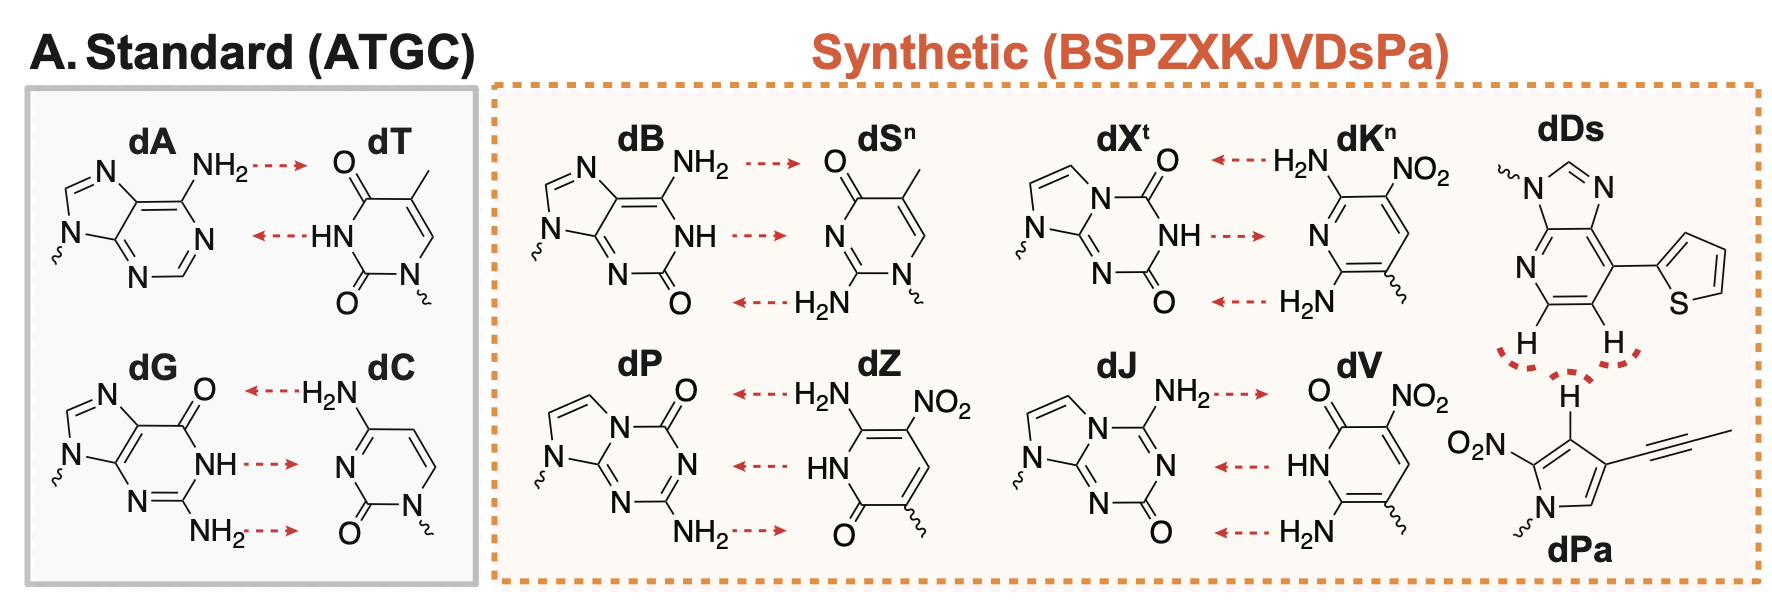 A. Standard (ATGC)
Synthetic (BSPZXKJVDsPa)
dA
dT
N
NH₂
N
N
N
O
HN
O
N
dG
dC
N
O
N
NH
N
NH₂
H₂N
N
O
N
dB
dSⁿ
N
NH₂
N
NH
N
O
O
N
N
H₂N
dXᵗ
dKⁿ
O
N
N
NH
N
O
H₂N
NO₂
N
H₂N
dP
dZ
O
N
N
N
N
NH₂
H₂N
NO₂
HN
O
dJ
dV
NH₂
N
N
N
N
O
O
NO₂
HN
H₂N
dDs
N
N
N
S
H
H
H
O₂N
N
dPa